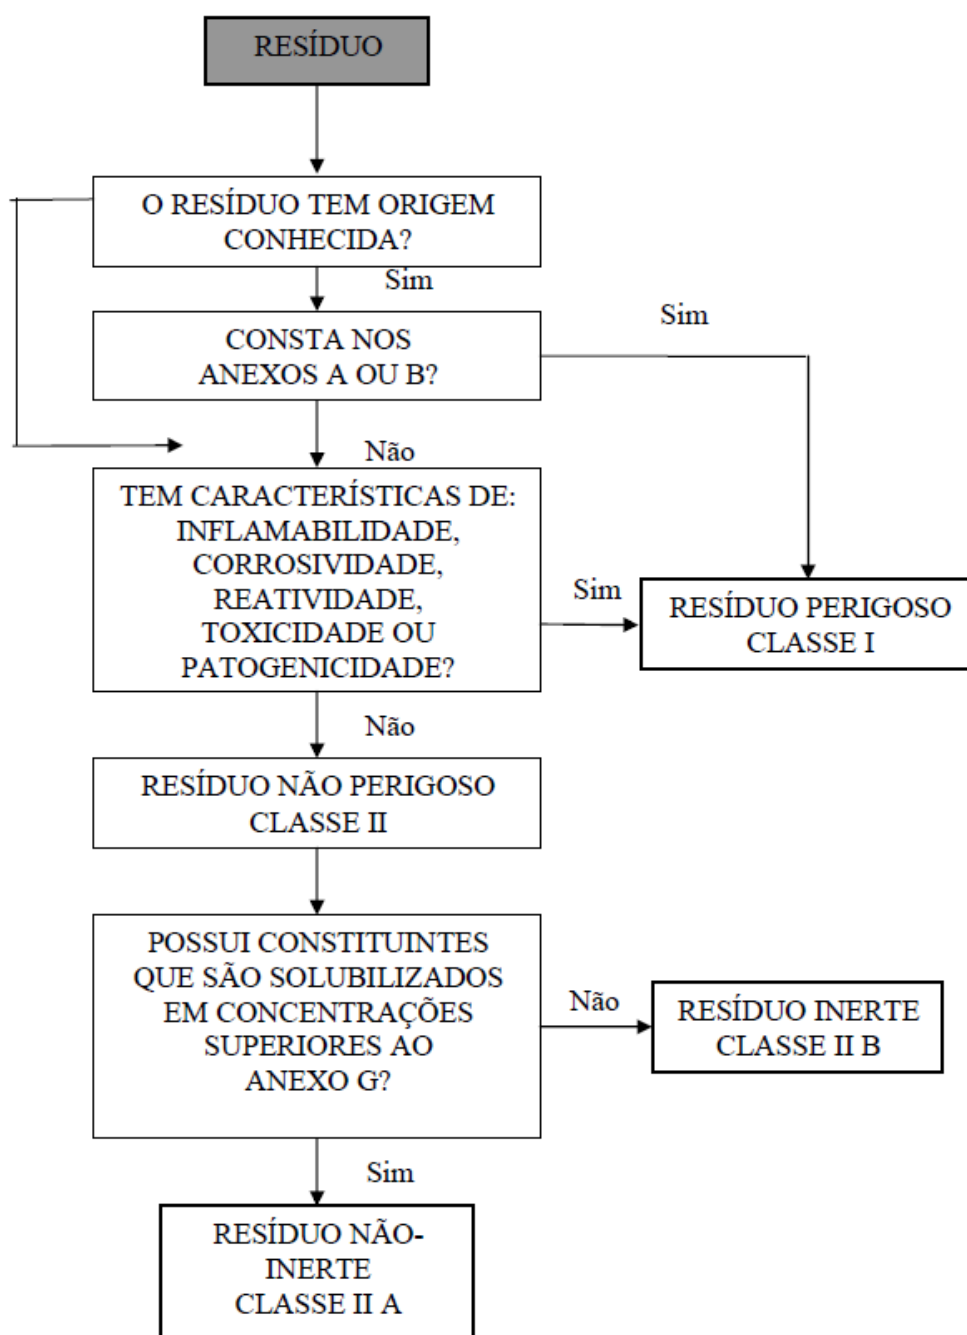 RESÍDUO
O RESÍDUO TEM ORIGEM
CONHECIDA?
Sim
CONSTA NOS
ANEXOS A OU B?
Sim
Não
TEM CARACTERÍSTICAS DE:
INFLAMABILIDADE,
CORROSIVIDADE,
REATIVIDADE,
TOXICIDADE OU
PATOGENICIDADE?
Sim
RESÍDUO PERIGOSO
CLASSE I
Não
RESÍDUO NÃO PERIGOSO
CLASSE II
POSSUI CONSTITUINTES
QUE SÃO SOLUBILIZADOS
EM CONCENTRAÇÕES
SUPERIORES AO
ANEXO G?
Não
RESÍDUO INERTE
CLASSE II B
Sim
RESÍDUO NÃO-
INERTE
CLASSE II A